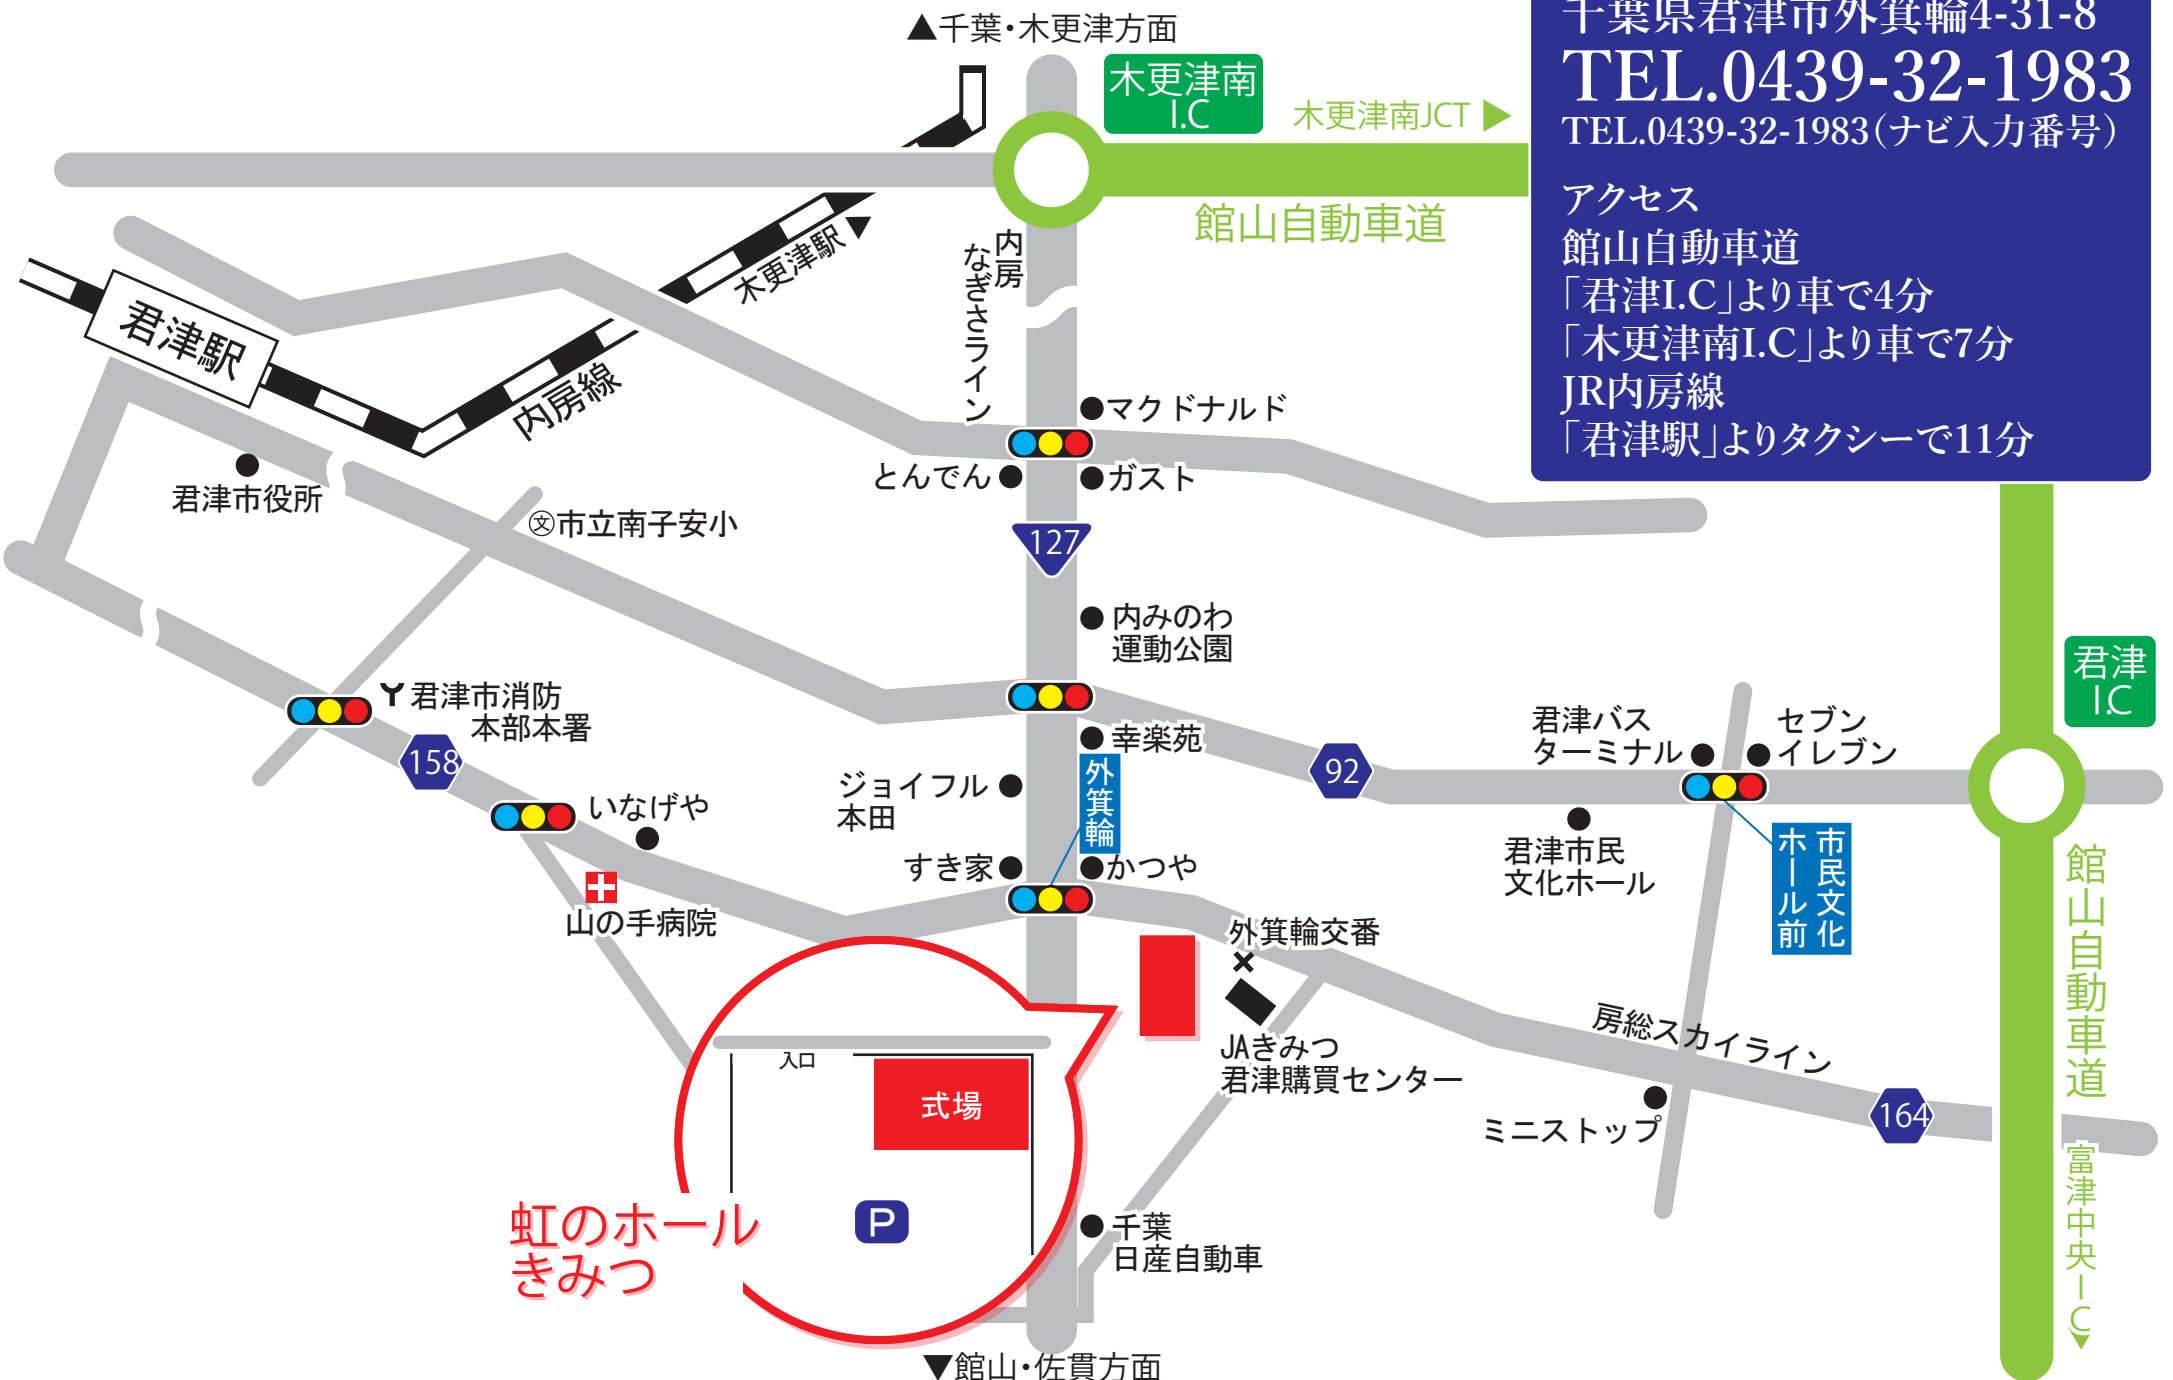 ▲千葉・木更津方面
木更津南
I.C
木更津南JCT ▶
千葉県君津市外箕輪4-31-8
TEL.0439-32-1983
TEL.0439-32-1983（ナビ入力番号）
アクセス
館山自動車道
「君津I.C」より車で4分
「木更津南I.C」より車で7分
JR内房線
「君津駅」よりタクシーで11分
館山自動車道
内房
なぎさライン
木更津駅▲
君津駅
内房線
マクドナルド
とんでん
ガスト
君津市役所
文市立南子安小
127
内みのわ
運動公園
君津
I.C
君津市消防
本部本署
158
幸楽苑
外箕輪
92
君津バス
ターミナル
セブン
イレブン
いなげや
ジョイフル
本田
すき家
かつや
君津市民
文化ホール
市民文化
ホール前
館山自動車道
山の手病院
外箕輪交番
JAきみつ
君津購買センター
房総スカイライン
ミニストップ
164
入口
式場
P
虹のホール
きみつ
千葉
日産自動車
富津中央I.C▼
▼館山・佐貫方面